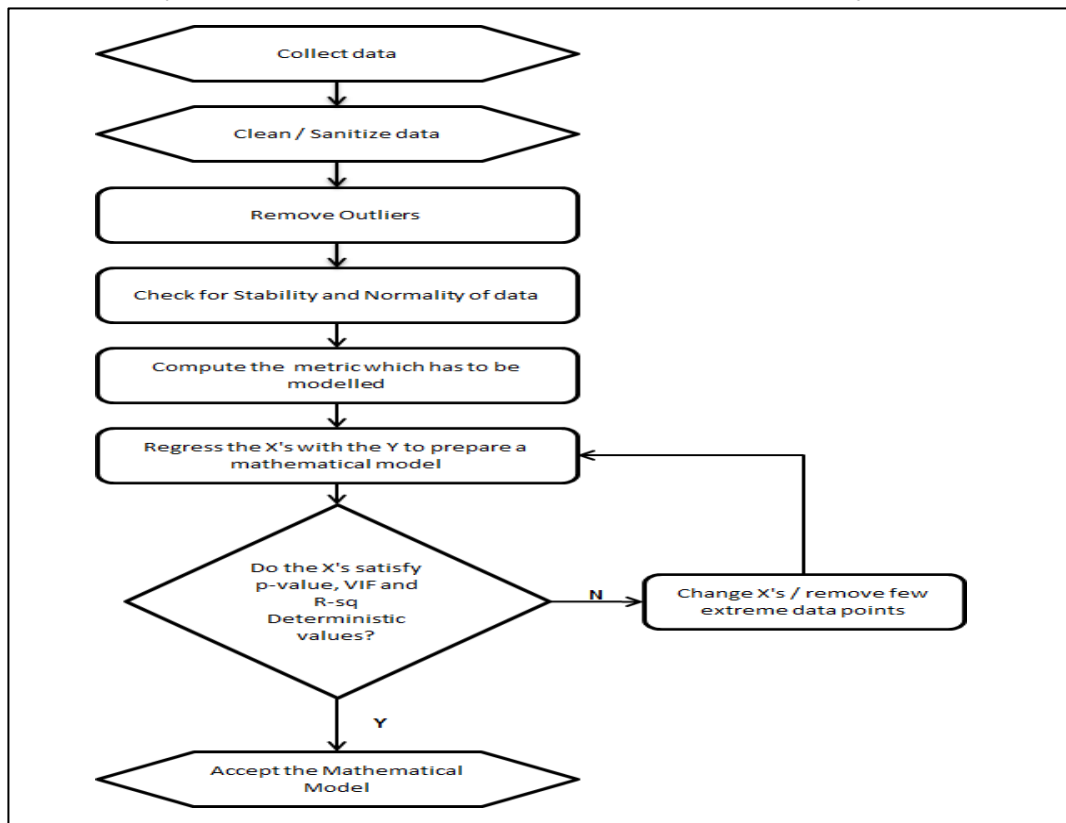 Collect data
Clean / Sanitize data
Remove Outliers
Check for Stability and Normality of data
Compute the metric which has to be
modelled
Regress the X's with the Y to prepare a
mathematical model
Do the X's satisfy
p-value, VIF and
R-sq
Deterministic
values?
N
Change X's / remove few
extreme data points
Y
Accept the Mathematical
Model